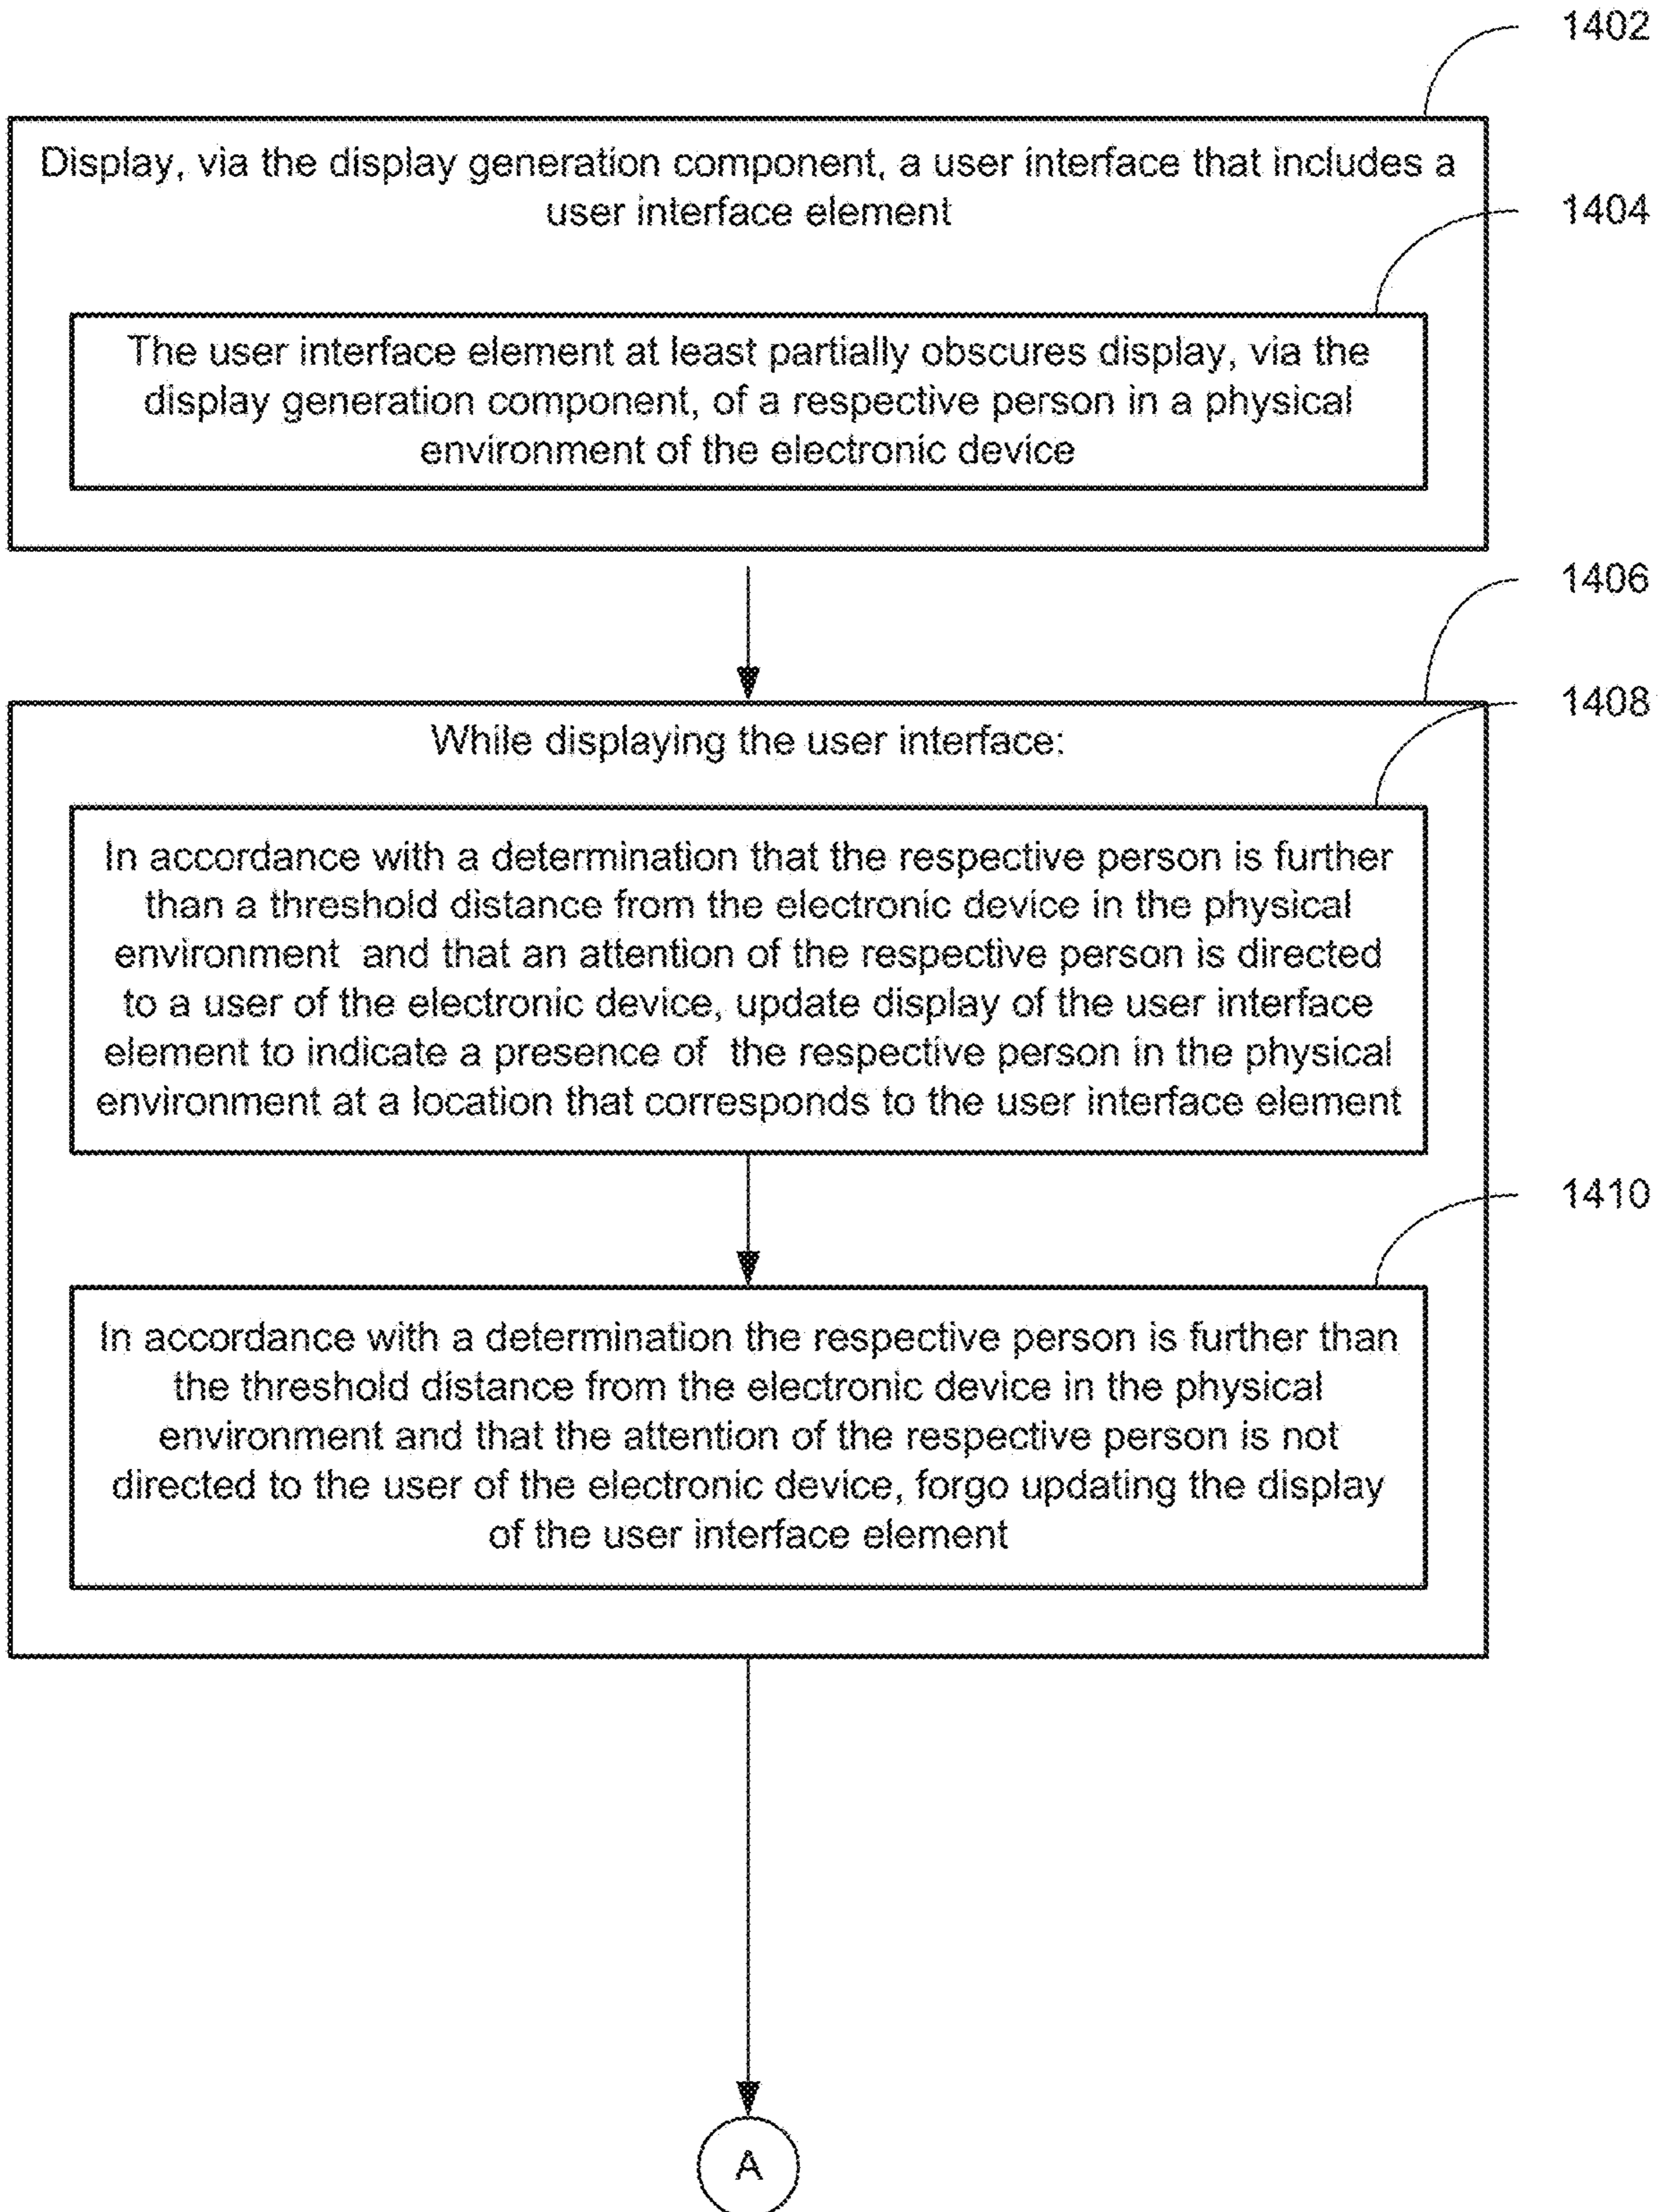 1402
Display, via the display generation component, a user interface that includes a
user interface element
1404
The user interface element at least partially obscures display, via the
display generation component, of a respective person in a physical
environment of the electronic device
1406
While displaying the user interface:
1408
In accordance with a determination that the respective person is further
than a threshold distance from the electronic device in the physical
environment and that an attention of the respective person is directed
to a user of the electronic device, update display of the user interface
element to indicate a presence of the respective person in the physical
environment at a location that corresponds to the user interface element
1410
In accordance with a determination the respective person is further than
the threshold distance from the electronic device in the physical
environment and that the attention of the respective person is not
directed to the user of the electronic device, forgo updating the display
of the user interface element
A